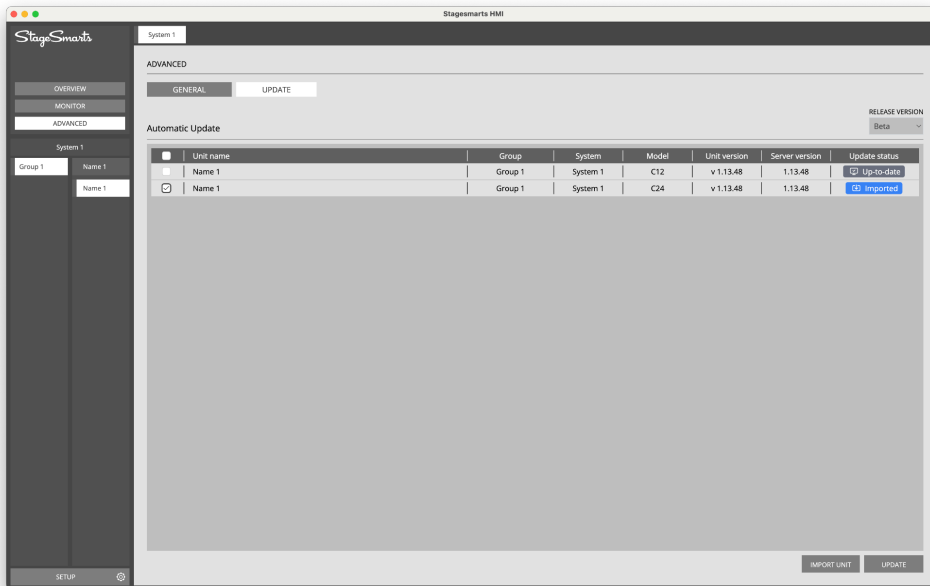 Stagesmarts HMI
StageSmarts
System 1
ADVANCED
OVERVIEW
MONITOR
ADVANCED
GENERAL
UPDATE
RELEASE VERSION
Beta
Automatic Update
System 1
Group 1
Name 1
Name 1
Unit name Group System Model Unit version Server version Update status
Name 1 Group 1 System 1 C12 v 1.13.48 1.13.48 Up-to-date
Name 1 Group 1 System 1 C24 v 1.13.48 1.13.48 Imported
IMPORT UNIT
UPDATE
SETUP